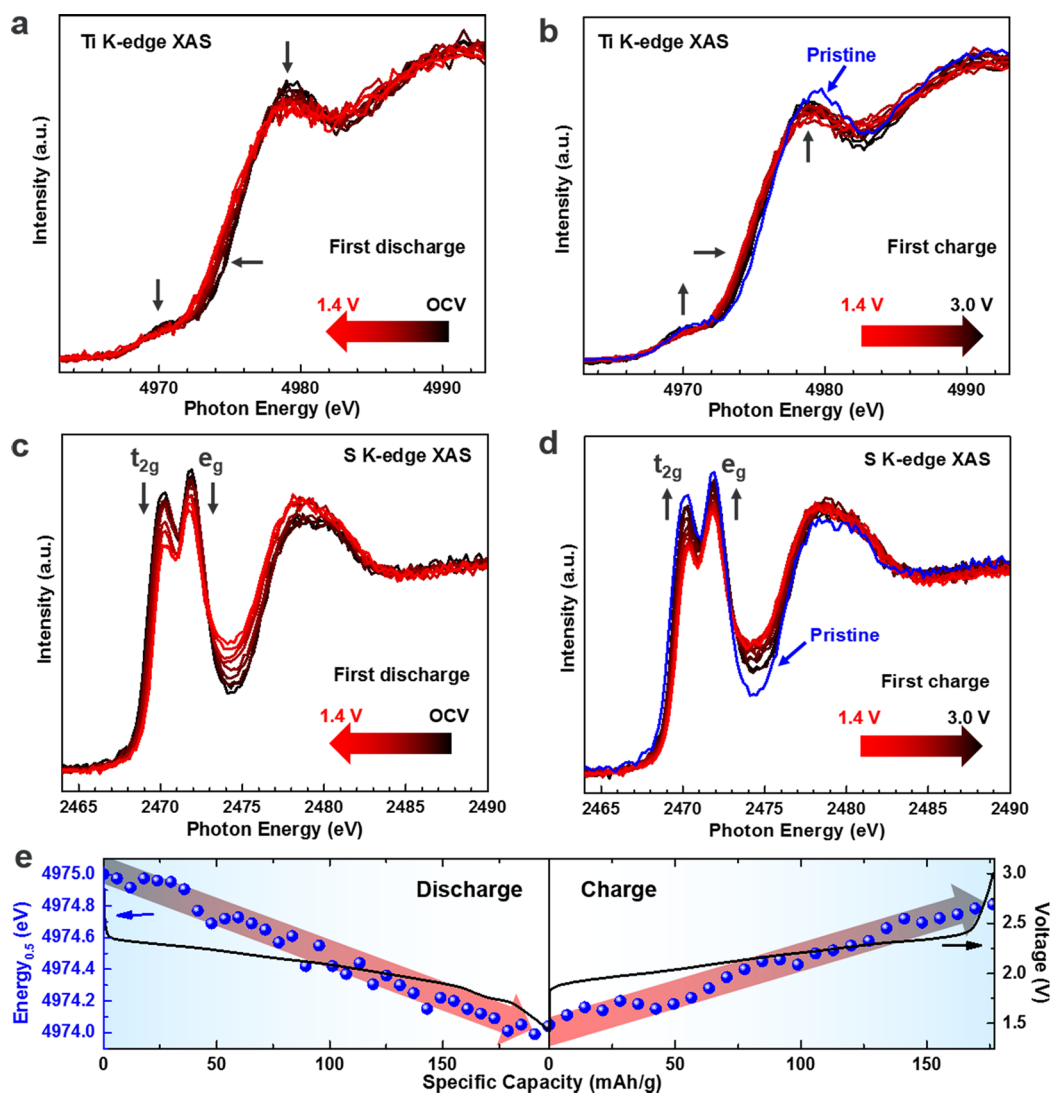 a
Ti K-edge XAS
First discharge
1.4 V
OCV
Intensity (a.u.)
4970
4980
4990
Photon Energy (eV)
b
Ti K-edge XAS
Pristine
First charge
1.4 V
3.0 V
Intensity (a.u.)
4970
4980
4990
Photon Energy (eV)
c
t2g
eg
S K-edge XAS
First discharge
1.4 V
OCV
Intensity (a.u.)
2465
2470
2475
2480
2485
2490
Photon Energy (eV)
d
t2g
eg
S K-edge XAS
Pristine
First charge
1.4 V
3.0 V
Intensity (a.u.)
2465
2470
2475
2480
2485
2490
Photon Energy (eV)
e
Energy0.5 (eV)
4975.0
4974.8
4974.6
4974.4
4974.2
4974.0
Discharge
Charge
3.0
2.5
2.0
1.5
Voltage (V)
0
50
100
150
0
50
100
150
Specific Capacity (mAh/g)